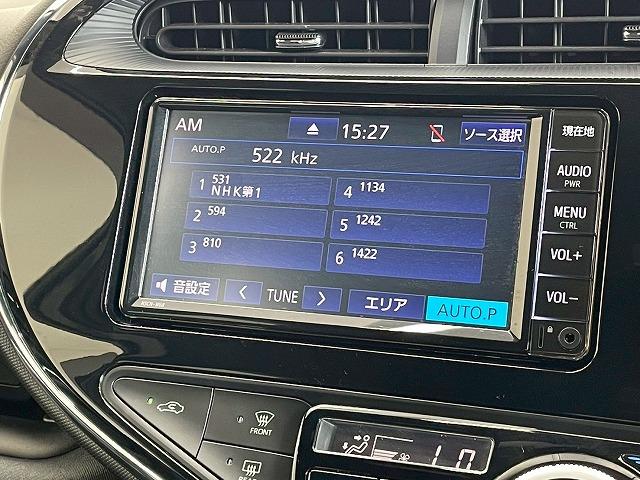 AM
15:27
ソース選択
AUTO.P
522 kHz
1 531
NHK第1
2 594
3 810
4 1134
5 1242
6 1422
音設定
TUNE
エリア
AUTO.P
現在地
AUDIO
PWR
MENU
CTRL
VOL+
VOL-
FRONT
1.0